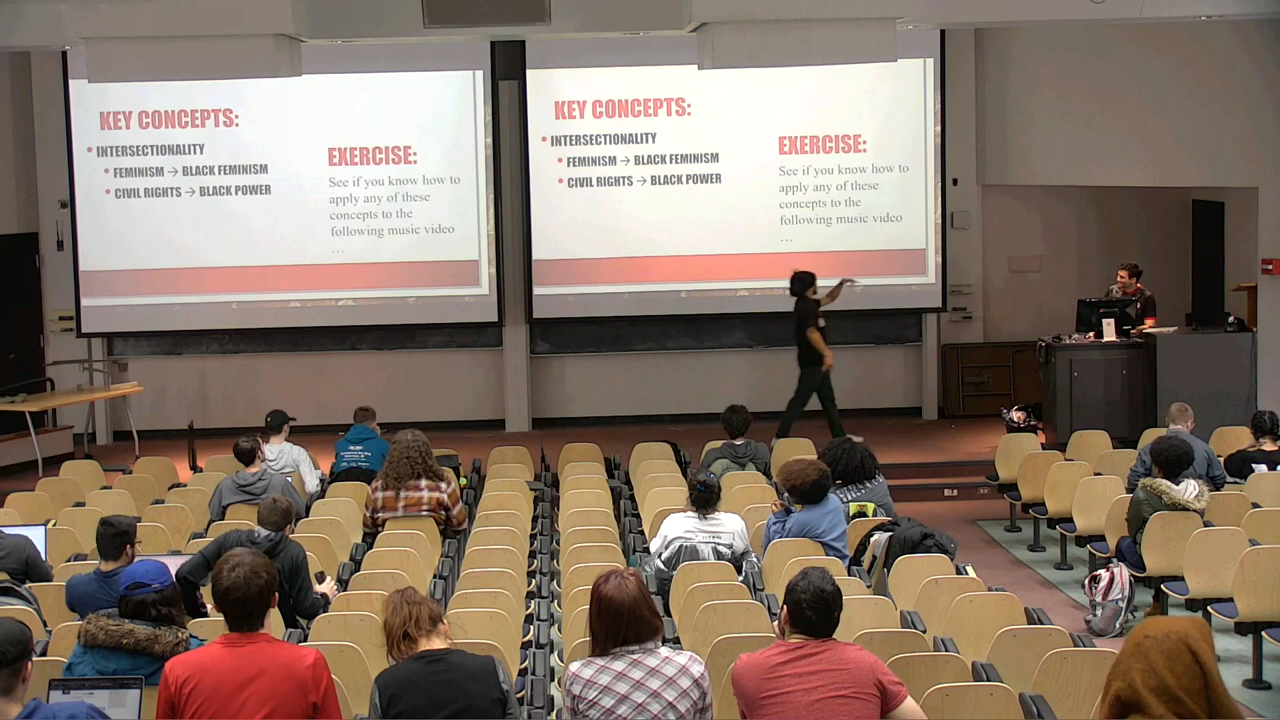 KEY CONCEPTS:
• INTERSECTIONALITY
• FEMINISM → BLACK FEMINISM
• CIVIL RIGHTS → BLACK POWER
EXERCISE:
See if you know how to
apply any of these
concepts to the
following music video
…
KEY CONCEPTS:
• INTERSECTIONALITY
• FEMINISM → BLACK FEMINISM
• CIVIL RIGHTS → BLACK POWER
EXERCISE:
See if you know how to
apply any of these
concepts to the
following music video
…